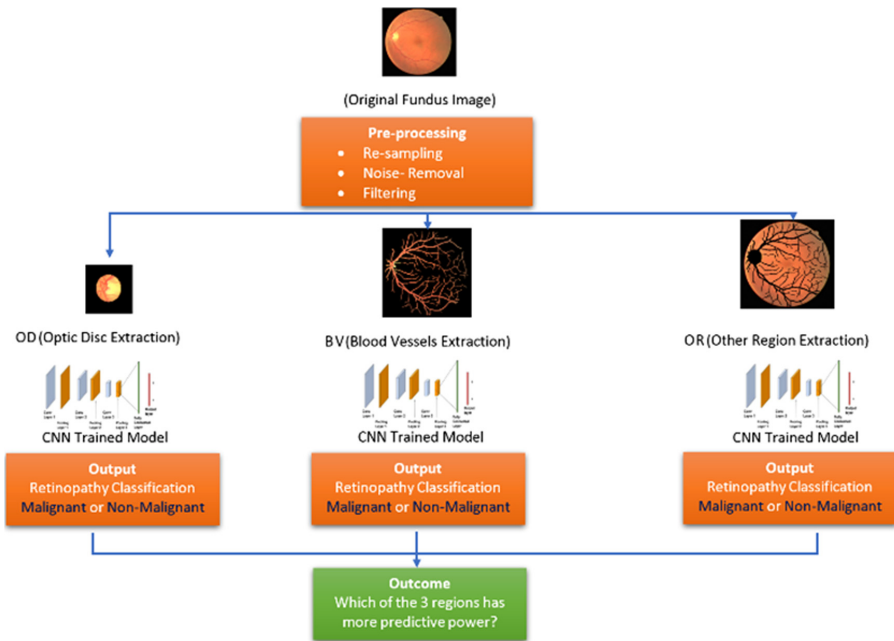 (Original Fundus Image)
Pre-processing
• Re-sampling
• Noise- Removal
• Filtering
OD (Optic Disc Extraction)
BV(Blood Vessels Extraction)
OR (Other Region Extraction)
CNN Trained Model
CNN Trained Model
CNN Trained Model
Output
Retinopathy Classification
Malignant or Non-Malignant
Output
Retinopathy Classification
Malignant or Non-Malignant
Output
Retinopathy Classification
Malignant or Non-Malignant
Outcome
Which of the 3 regions has
more predictive power?